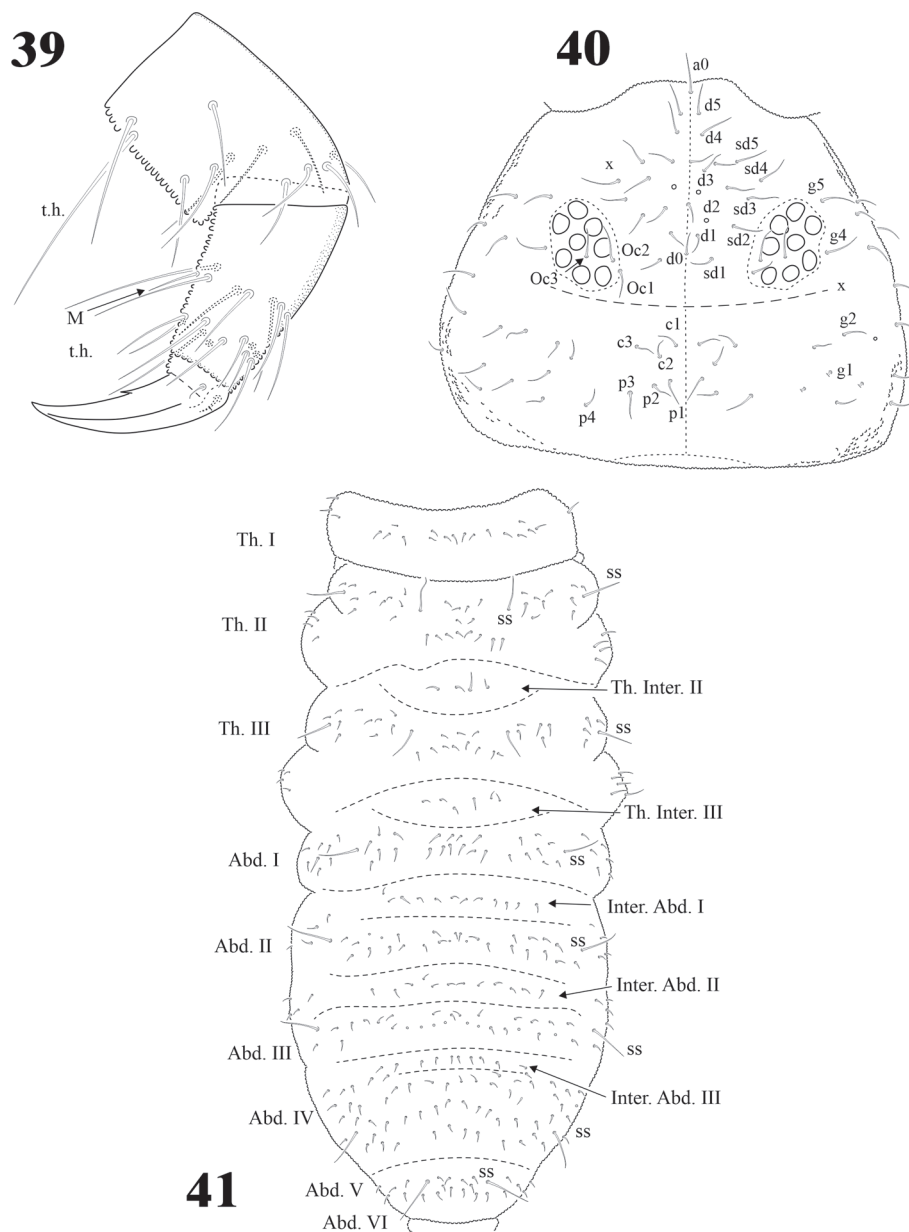 39
t.h.
M
t.h.
40
a0
d5
d4
sd5
sd4
x
d3
g5
d2
sd3
d1
sd2
g4
Oc2
d0
sd1
Oc3
Oc1
x
c1
g2
c3
c2
g1
p3
p2
p4
p1
Th. I
ss
ss
Th. II
Th. Inter. II
Th. III
ss
Th. Inter. III
Abd. I
ss
Inter. Abd. I
Abd. II
ss
Inter. Abd. II
Abd. III
ss
Inter. Abd. III
Abd. IV
ss
41
ss
Abd. V
Abd. VI